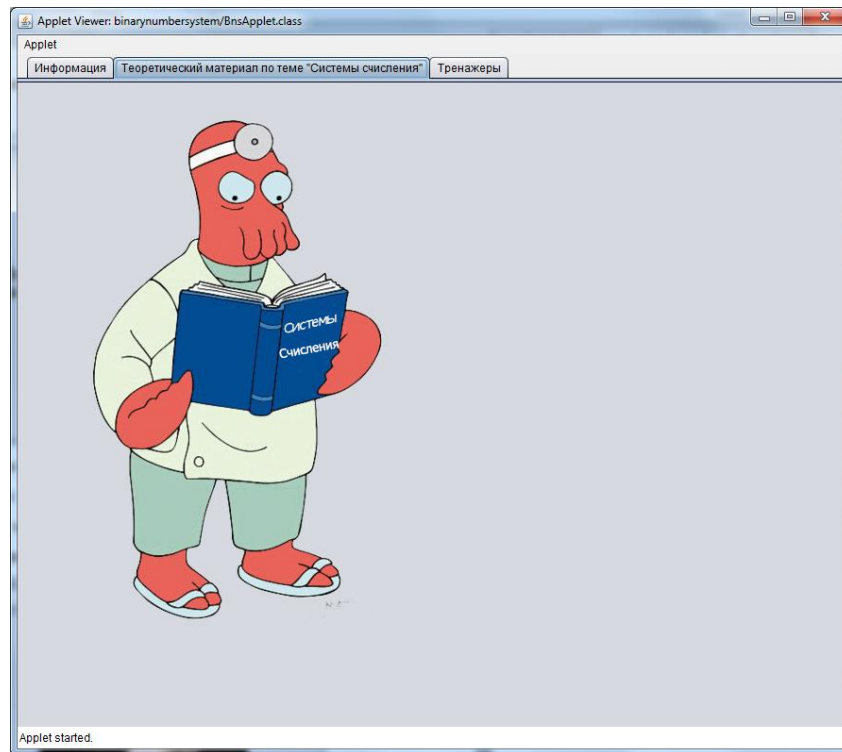 Applet Viewer: binarynumbersystem/BnsApplet.class
Applet
Информация Теоретический материал по теме "Системы счисления" Тренажеры
Системы
Счисления
Applet started.